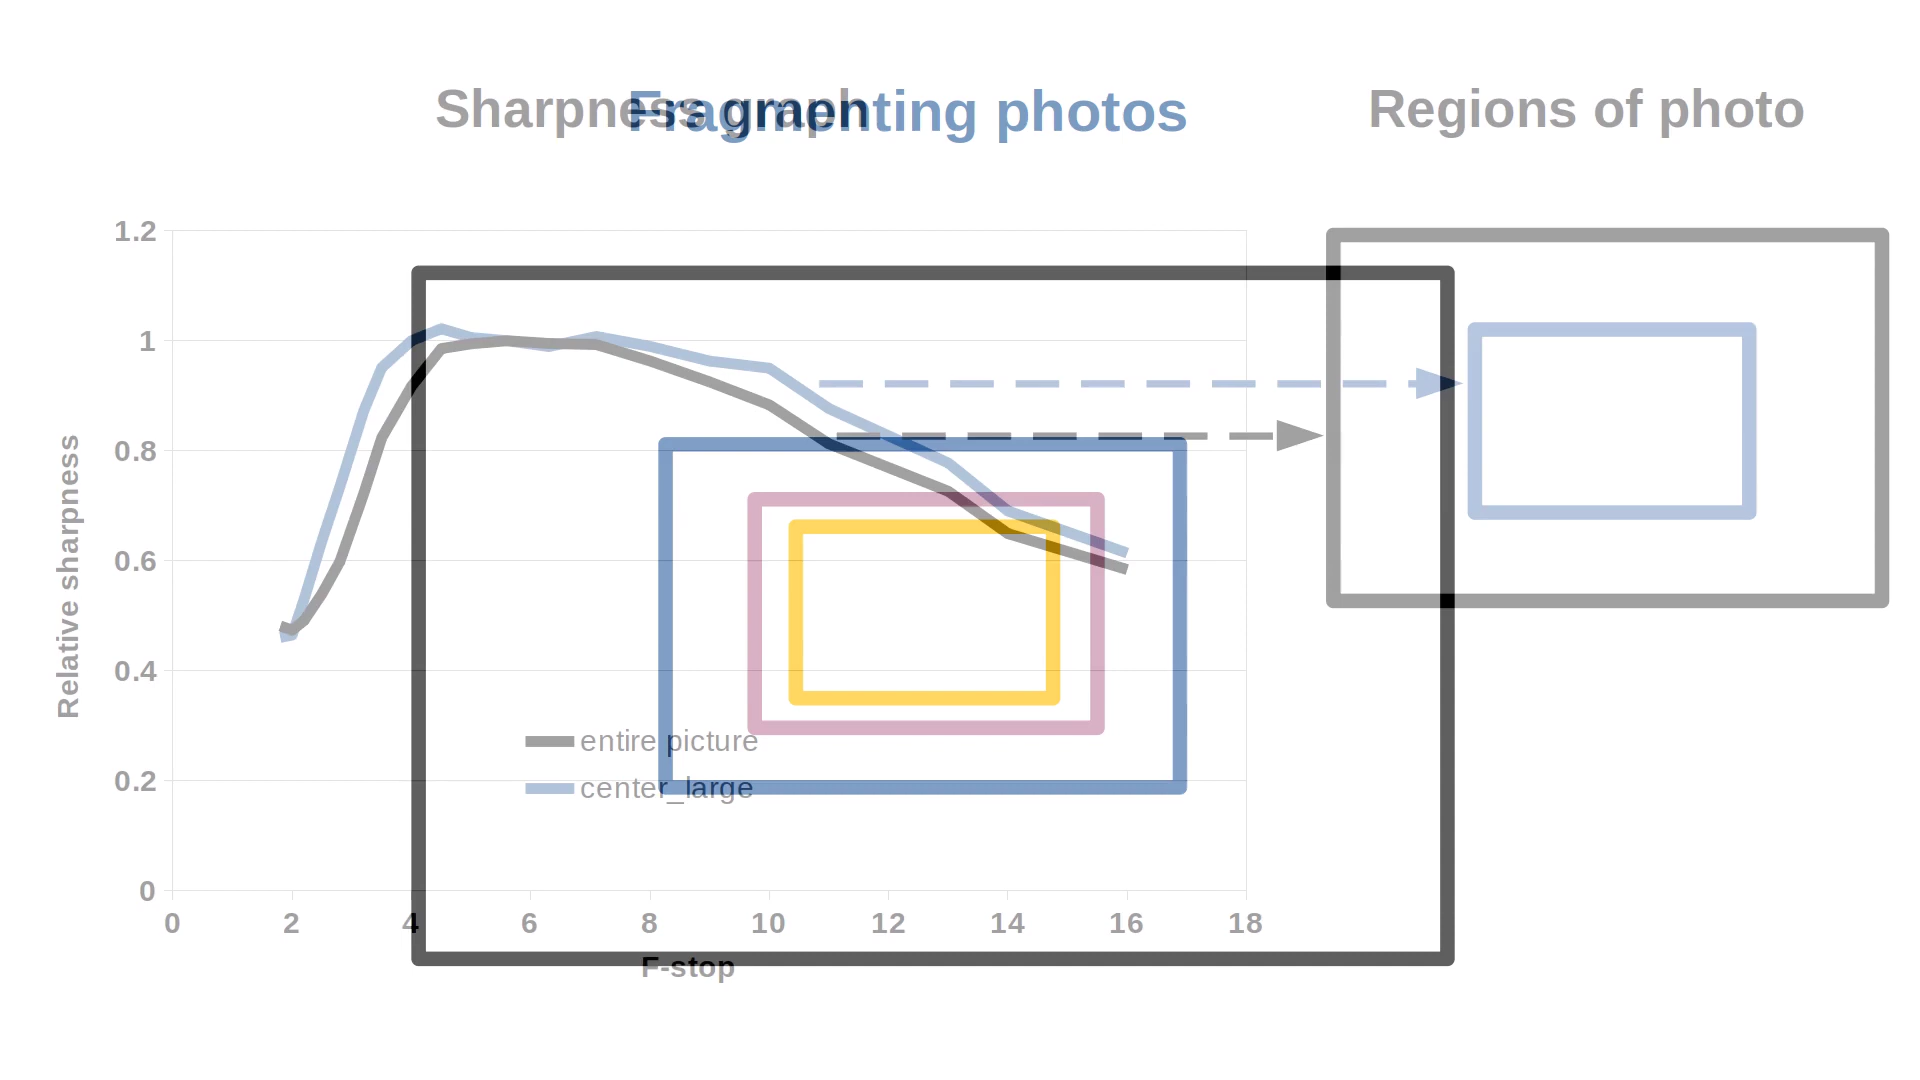 Sharpness graph
Fragmenting photos
Regions of photo
1.2
1
0.8
0.6
0.4
0.2
0
Relative sharpness
entire picture
center_large
0 2 4 6 8 10 12 14 16 18
F-stop